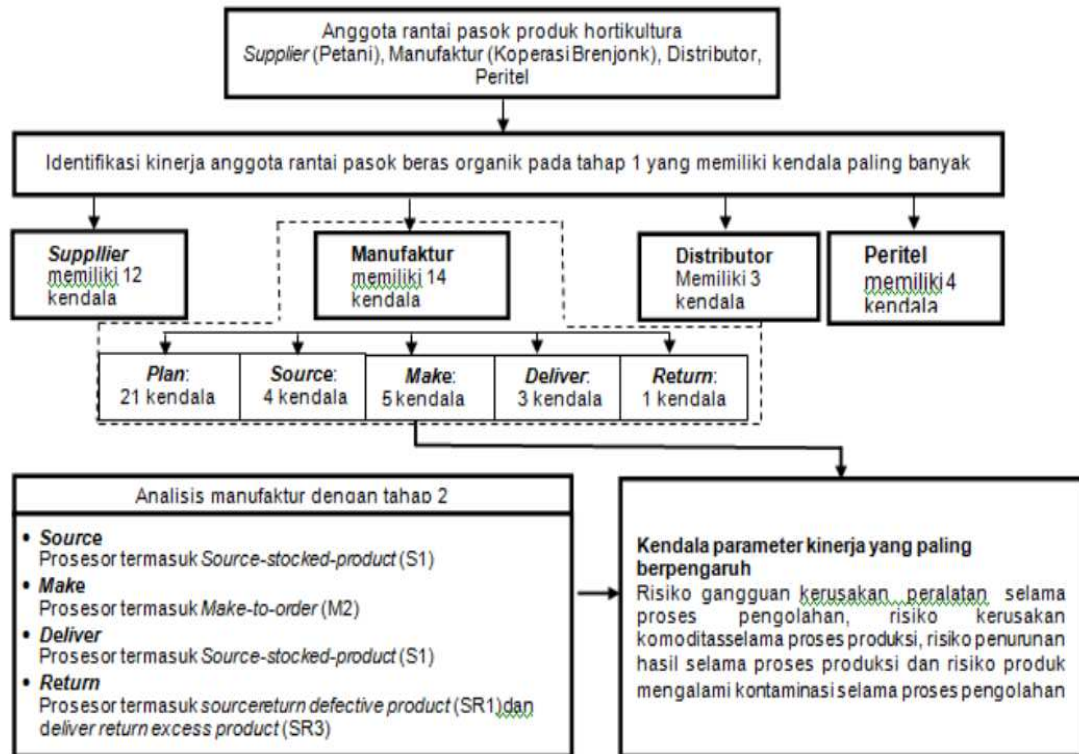 Anggota rantai pasok produk hortikultura
Supplier (Petani), Manufaktur (Koperasi Brenjonk), Distributor,
Peritel
Identifikasi kinerja anggota rantai pasok beras organik pada tahap 1 yang memiliki kendala paling banyak
Suppllier
memiliki 12
kendala
Manufaktur
memiliki 14
kendala
Distributor
Memiliki 3
kendala
Peritel
memiliki 4
kendala
Plan:
21 kendala
Source:
4 kendala
Make:
5 kendala
Deliver:
3 kendala
Return:
1 kendala
Analisis manufaktur dengan tahap 2
• Source
Prosesor termasuk Source-stocked-product (S1)
• Make
Prosesor termasuk Make-to-order (M2)
• Deliver
Prosesor termasuk Source-stocked-product (S1)
• Return
Prosesor termasuk sourcereturn defective product (SR1)dan
deliver return excess product (SR3)
Kendala parameter kinerja yang paling
berpengaruh
Risiko gangguan kerusakan peralatan selama
proses pengolahan, risiko kerusakan
komoditasselama proses produksi, risiko penurunan
hasil selama proses produksi dan risiko produk
mengalami kontaminasi selama proses pengolahan